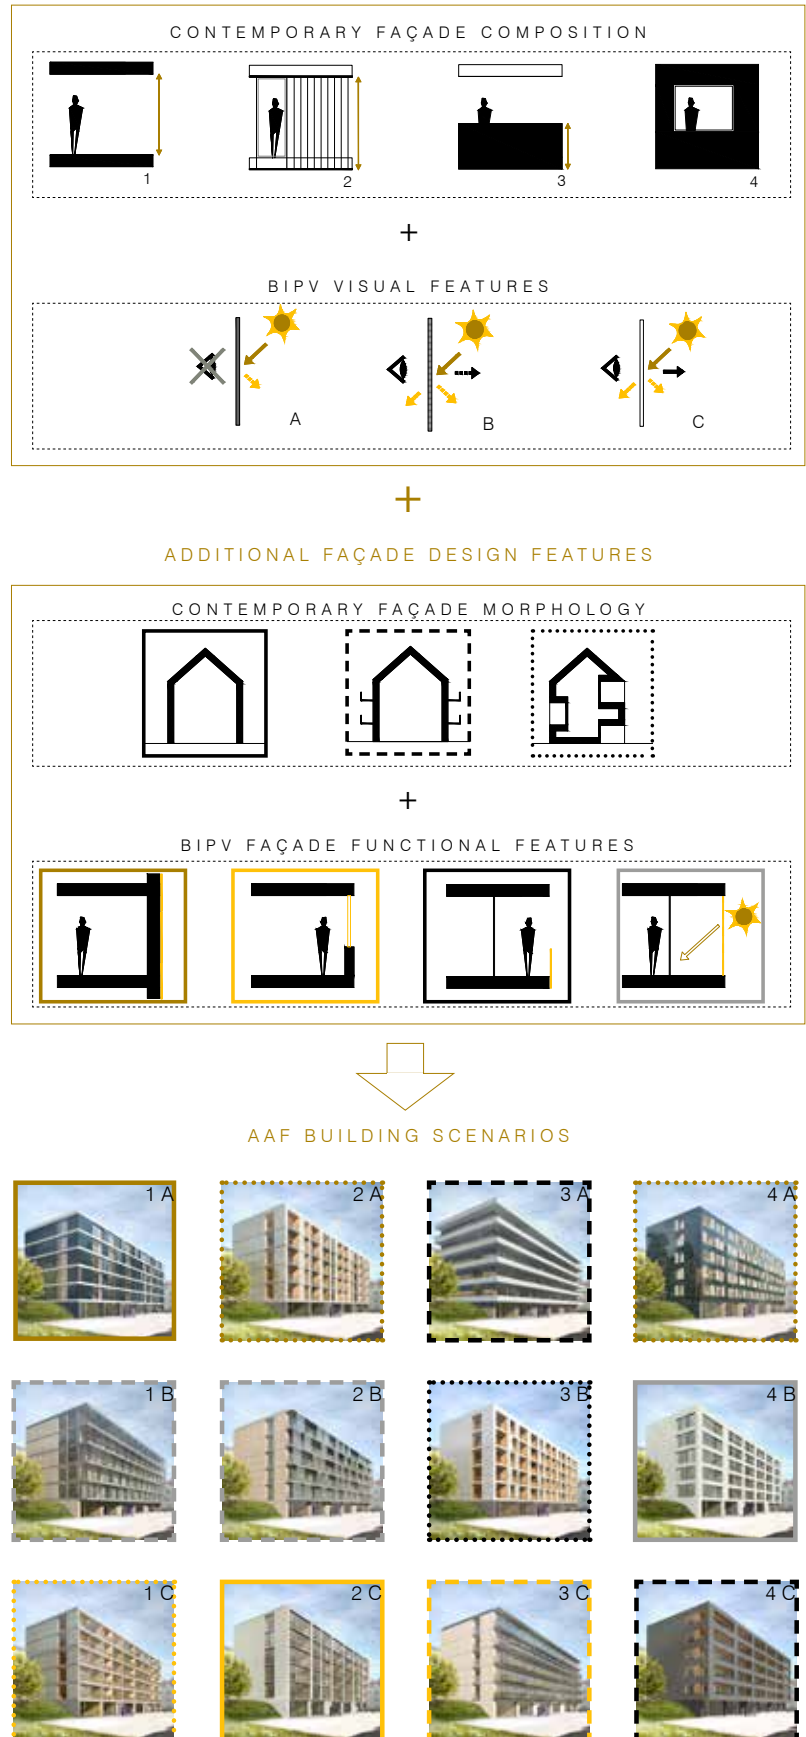 CONTEMPORARY FAÇADE COMPOSITION
1 2 3 4
+
BIPV VISUAL FEATURES
A B C
+
ADDITIONAL FAÇADE DESIGN FEATURES
CONTEMPORARY FAÇADE MORPHOLOGY
+
BIPV FAÇADE FUNCTIONAL FEATURES
AAF BUILDING SCENARIOS
1 A 2 A 3 A 4 A
1 B 2 B 3 B 4 B
1 C 2 C 3 C 4 C